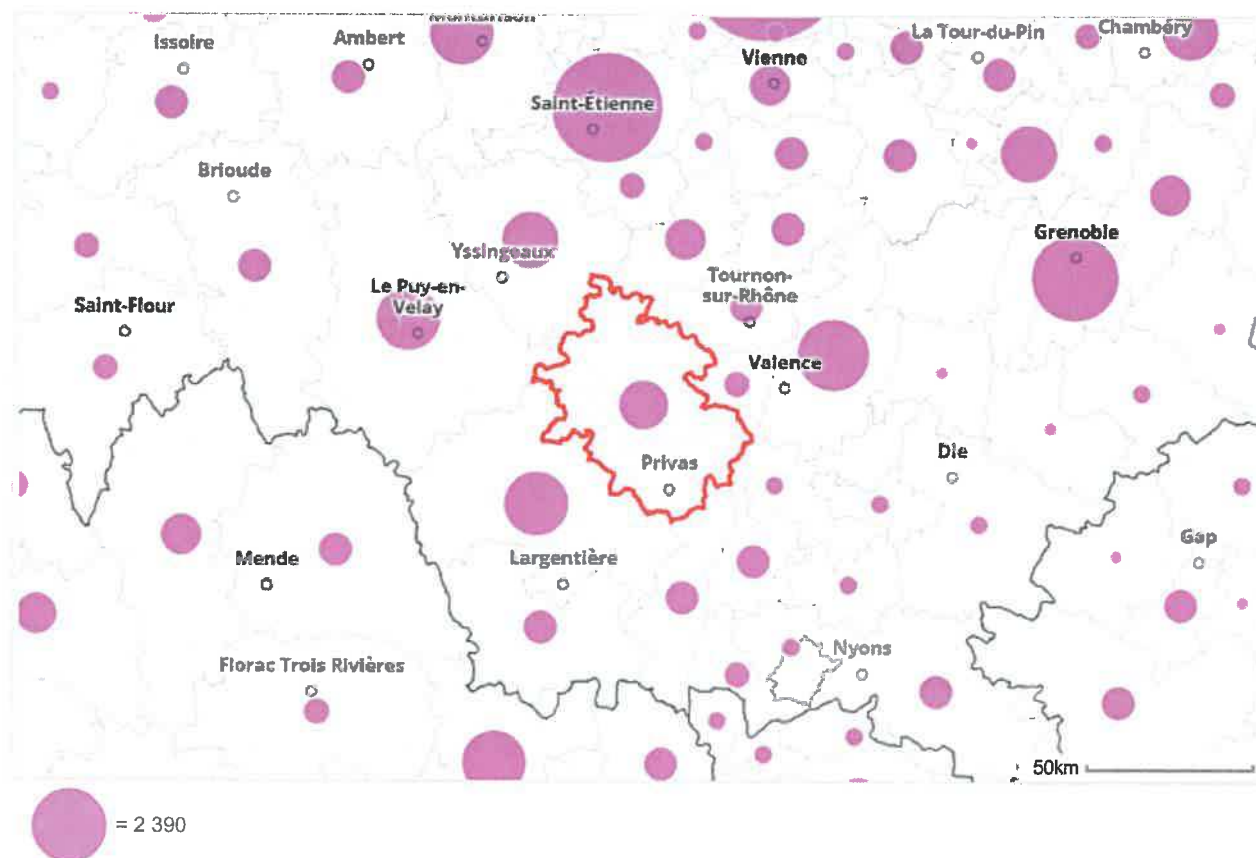 Issoire
Ambert
Vienne
La Tour-du-Pin
Chambéry
Saint-Étienne
Brioude
Yssingeaux
Grenoble
Le Puy-en-
Velay
Tournon-
sur-Rhône
Saint-Flour
Valence
Privas
Die
Mende
Largentière
Gap
Florac Trois Rivières
Nyons
50km
= 2 390